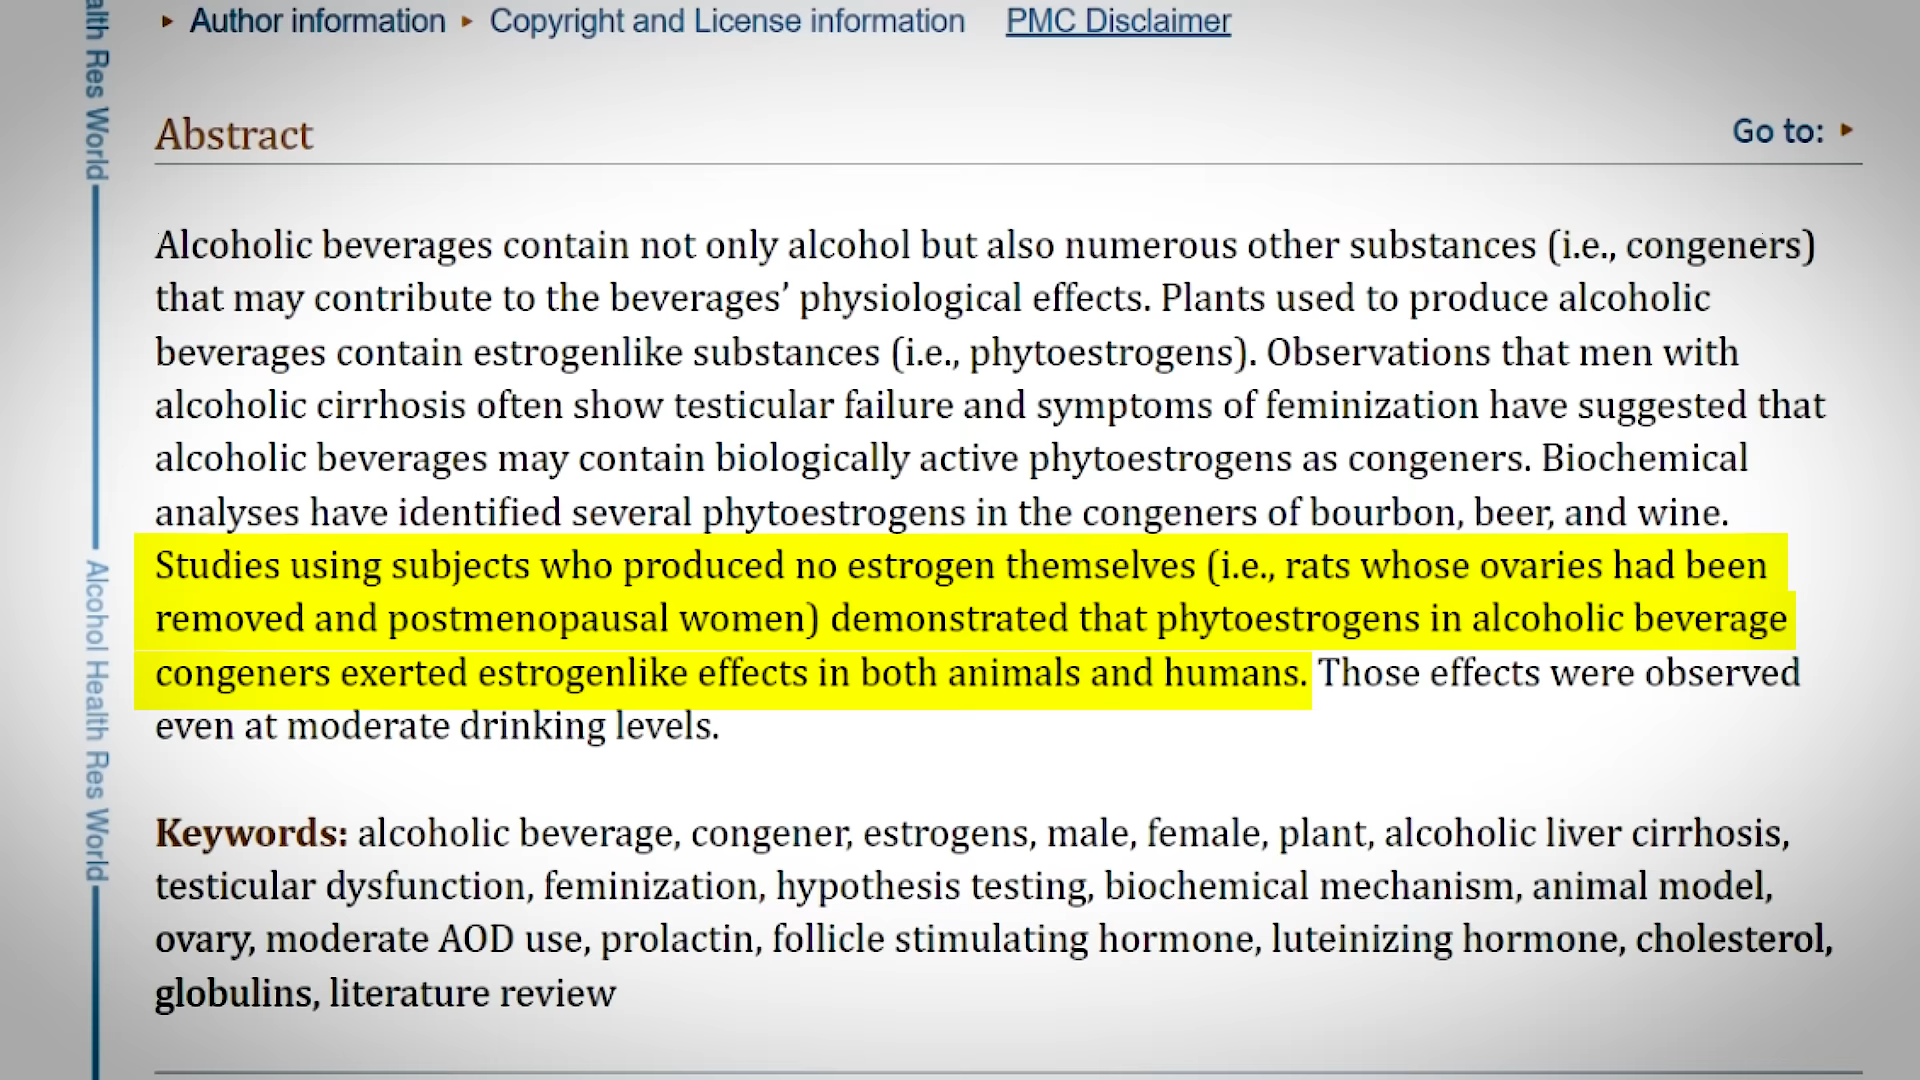 Author information Copyright and License information PMC Disclaimer
Abstract
Go to:
Alcoholic beverages contain not only alcohol but also numerous other substances (i.e., congeners)
that may contribute to the beverages’ physiological effects. Plants used to produce alcoholic
beverages contain estrogenlike substances (i.e., phytoestrogens). Observations that men with
alcoholic cirrhosis often show testicular failure and symptoms of feminization have suggested that
alcoholic beverages may contain biologically active phytoestrogens as congeners. Biochemical
analyses have identified several phytoestrogens in the congeners of bourbon, beer, and wine.
Studies using subjects who produced no estrogen themselves (i.e., rats whose ovaries had been
removed and postmenopausal women) demonstrated that phytoestrogens in alcoholic beverage
congeners exerted estrogenlike effects in both animals and humans. Those effects were observed
even at moderate drinking levels.
Keywords: alcoholic beverage, congener, estrogens, male, female, plant, alcoholic liver cirrhosis,
testicular dysfunction, feminization, hypothesis testing, biochemical mechanism, animal model,
ovary, moderate AOD use, prolactin, follicle stimulating hormone, luteinizing hormone, cholesterol,
globulins, literature review
alth Res World
Alcohol Health Res World